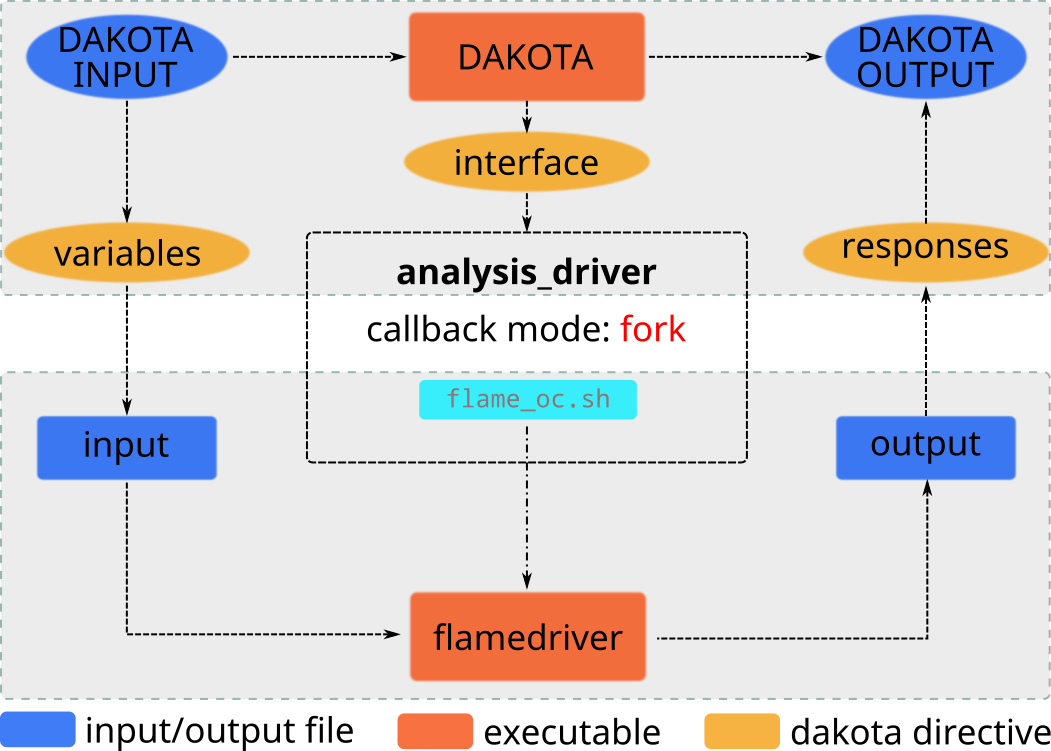 DAKOTA
INPUT
DAKOTA
DAKOTA
OUTPUT
interface
variables
responses
analysis_driver
callback mode: fork
flame_oc.sh
input
output
flamedriver
input/output file
executable
dakota directive